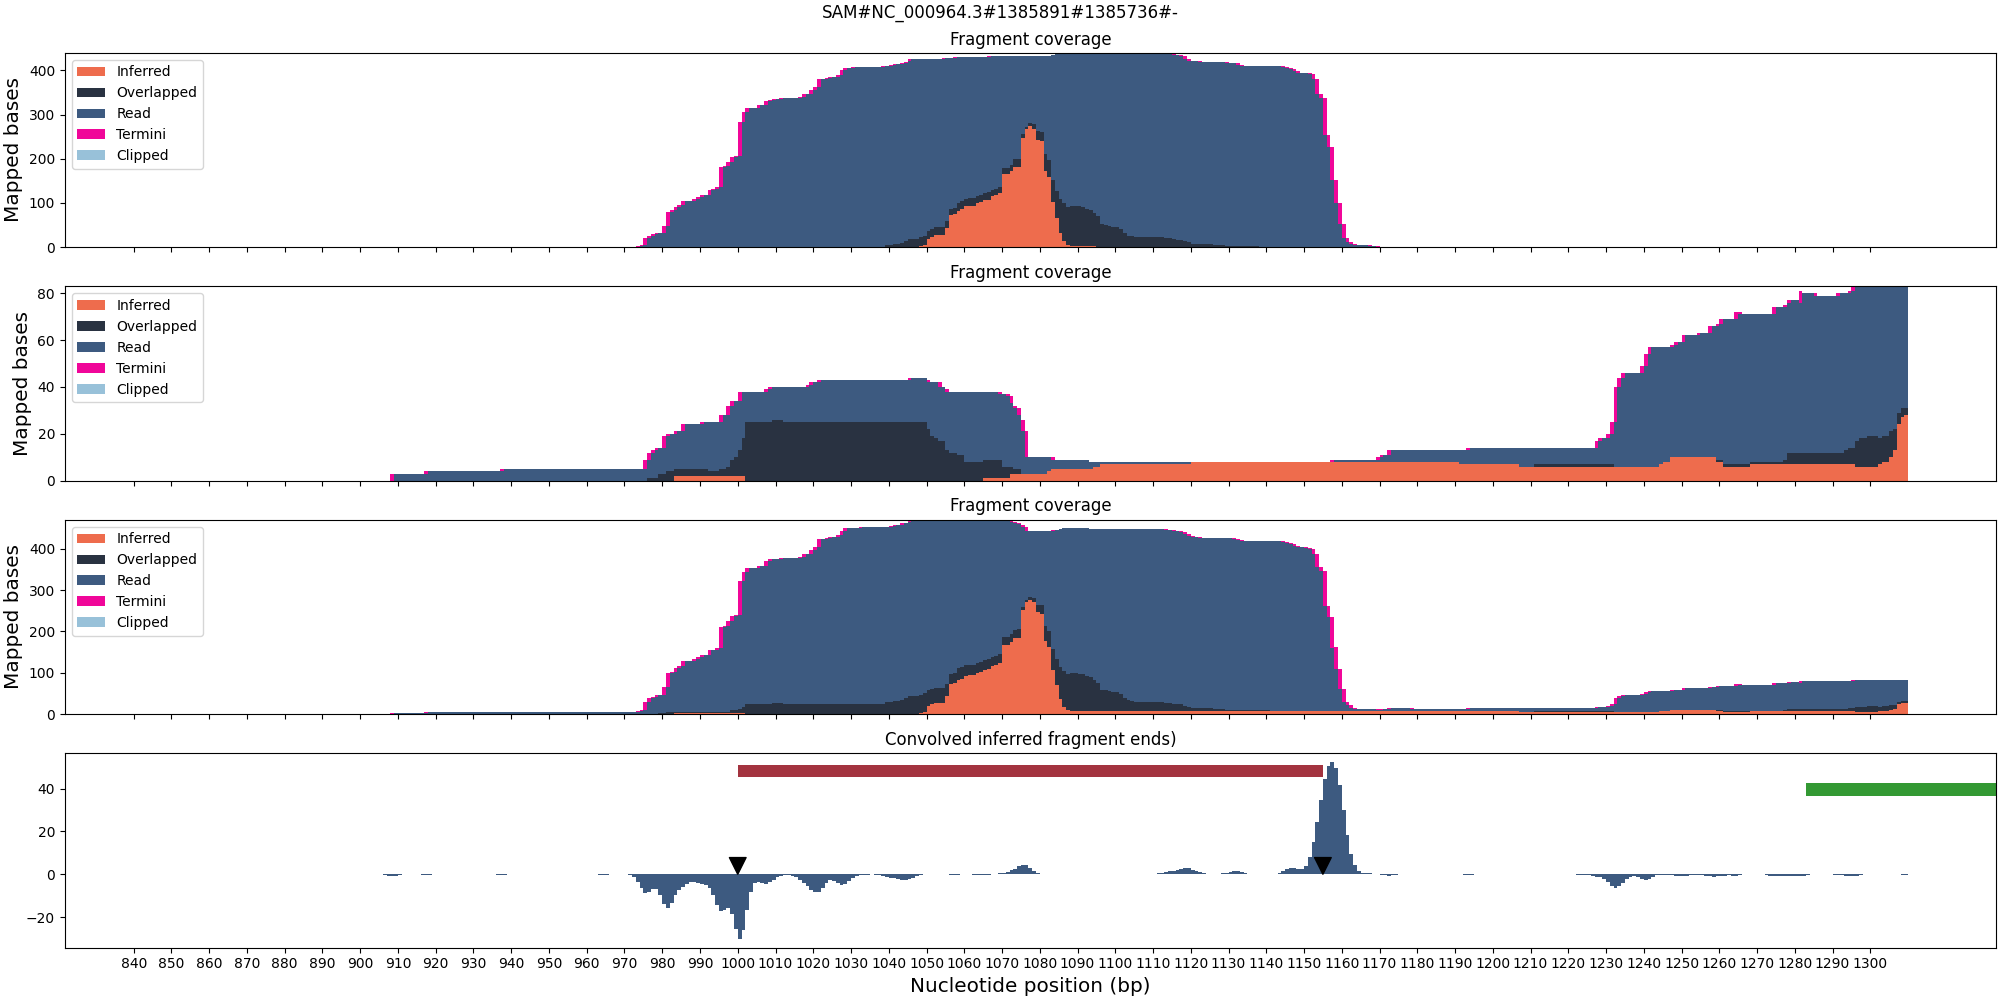 SAM#NC_000964.3#1385891#1385736#-
Fragment coverage
Mapped bases
400
300
200
100
0
Inferred
Overlapped
Read
Termini
Clipped
Fragment coverage
Mapped bases
80
60
40
20
0
Inferred
Overlapped
Read
Termini
Clipped
Fragment coverage
Mapped bases
400
300
200
100
0
Inferred
Overlapped
Read
Termini
Clipped
Convolved inferred fragment ends)
40
20
0
−20
840 850 860 870 880 890 900 910 920 930 940 950 960 970 980 990 1000 1010 1020 1030 1040 1050 1060 1070 1080 1090 1100 1110 1120 1130 1140 1150 1160 1170 1180 1190 1200 1210 1220 1230 1240 1250 1260 1270 1280 1290 1300
Nucleotide position (bp)